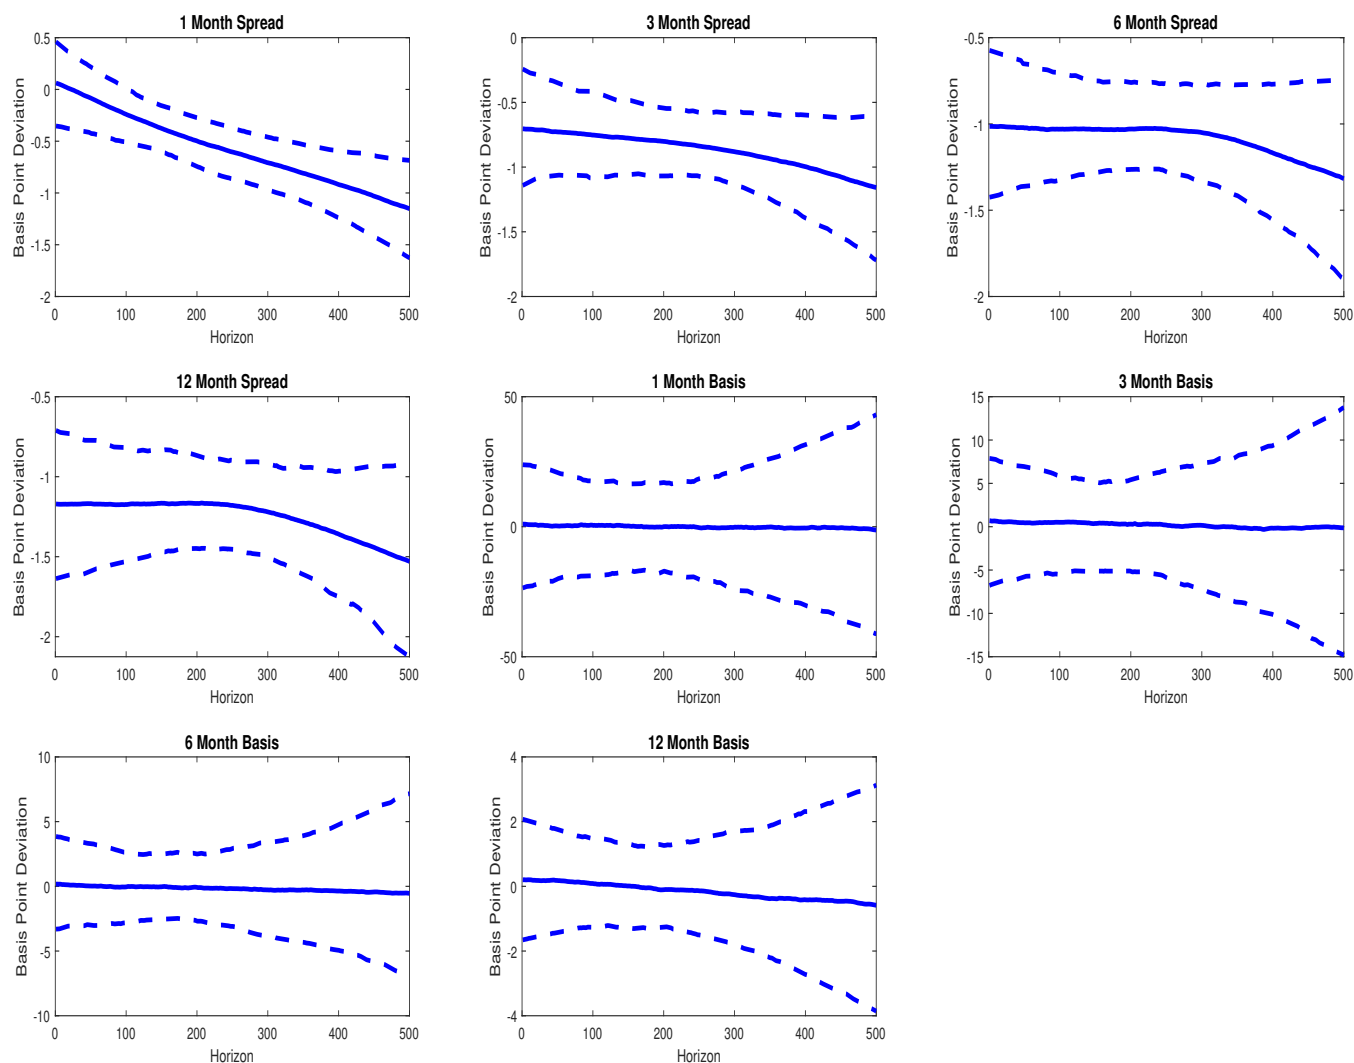 1 Month Spread
Basis Point Deviation
0.5
0
-0.5
-1
-1.5
-2
0 100 200 300 400 500
Horizon
3 Month Spread
Basis Point Deviation
0
-0.5
-1
-1.5
-2
0 100 200 300 400 500
Horizon
6 Month Spread
Basis Point Deviation
-0.5
-1
-1.5
-2
0 100 200 300 400 500
Horizon
12 Month Spread
Basis Point Deviation
-0.5
-1
-1.5
-2
0 100 200 300 400 500
Horizon
1 Month Basis
Basis Point Deviation
50
0
-50
0 100 200 300 400 500
Horizon
3 Month Basis
Basis Point Deviation
15
10
5
0
-5
-10
-15
0 100 200 300 400 500
Horizon
6 Month Basis
Basis Point Deviation
10
5
0
-5
-10
0 100 200 300 400 500
Horizon
12 Month Basis
Basis Point Deviation
4
2
0
-2
-4
0 100 200 300 400 500
Horizon